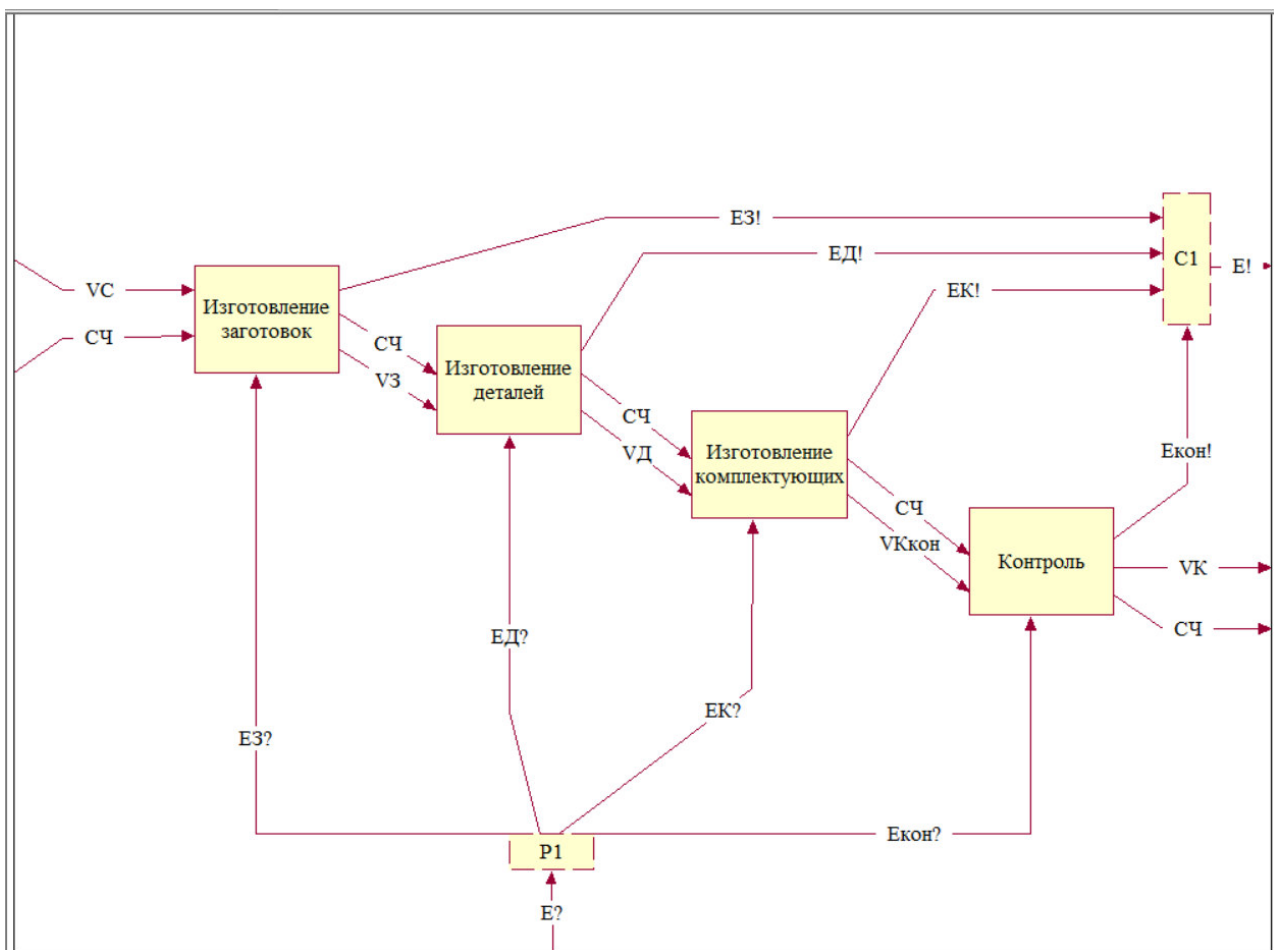 ЕЗ!
ЕД!
С1
Е!
VC
ЕК!
Изготовление
заготовок
СЧ
СЧ
VЗ
Изготовление
деталей
СЧ
VД
Изготовление
комплектующих
Екон!
СЧ
VКкон
Контроль
VК
СЧ
ЕД?
ЕК?
ЕЗ?
Екон?
Р1
Е?